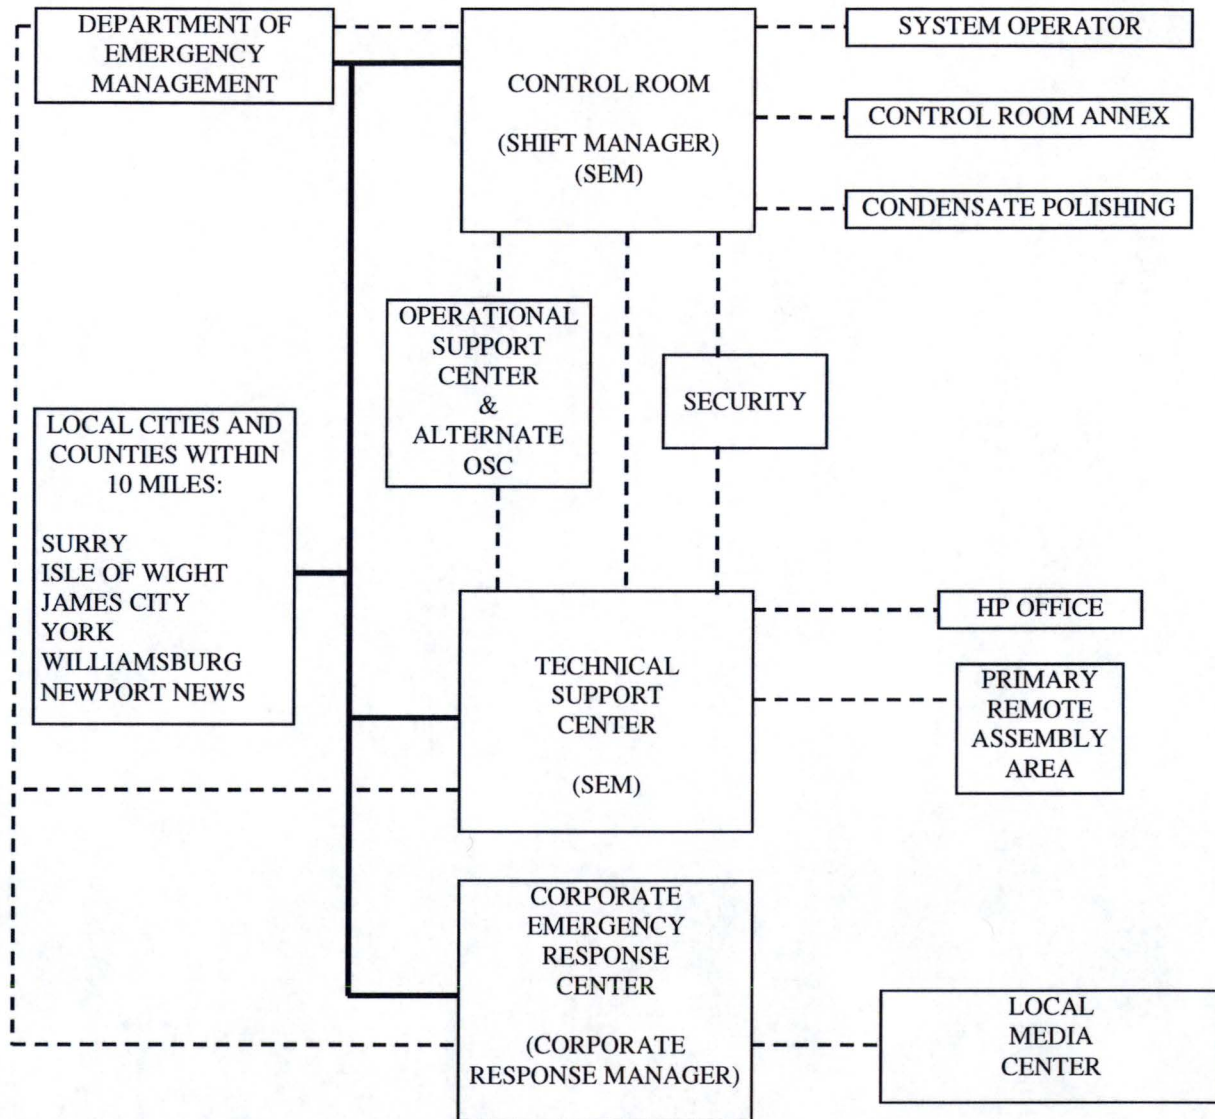 DEPARTMENT OF
EMERGENCY
MANAGEMENT
CONTROL ROOM
(SHIFT MANAGER)
(SEM)
SYSTEM OPERATOR
CONTROL ROOM ANNEX
CONDENSATE POLISHING
OPERATIONAL
SUPPORT
CENTER
&
ALTERNATE
OSC
SECURITY
LOCAL CITIES AND
COUNTIES WITHIN
10 MILES:
SURRY
ISLE OF WIGHT
JAMES CITY
YORK
WILLIAMSBURG
NEWPORT NEWS
TECHNICAL
SUPPORT
CENTER
(SEM)
HP OFFICE
PRIMARY
REMOTE
ASSEMBLY
AREA
CORPORATE
EMERGENCY
RESPONSE
CENTER
(CORPORATE
RESPONSE MANAGER)
LOCAL
MEDIA
CENTER